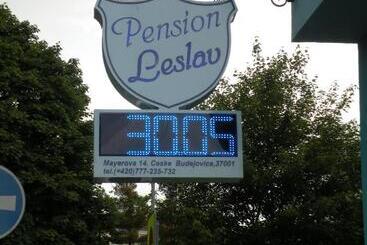 Pension
Leslav
30.05
Mayerova 14, Ceske Budejovice,37001
tel.(+420)777-235-732